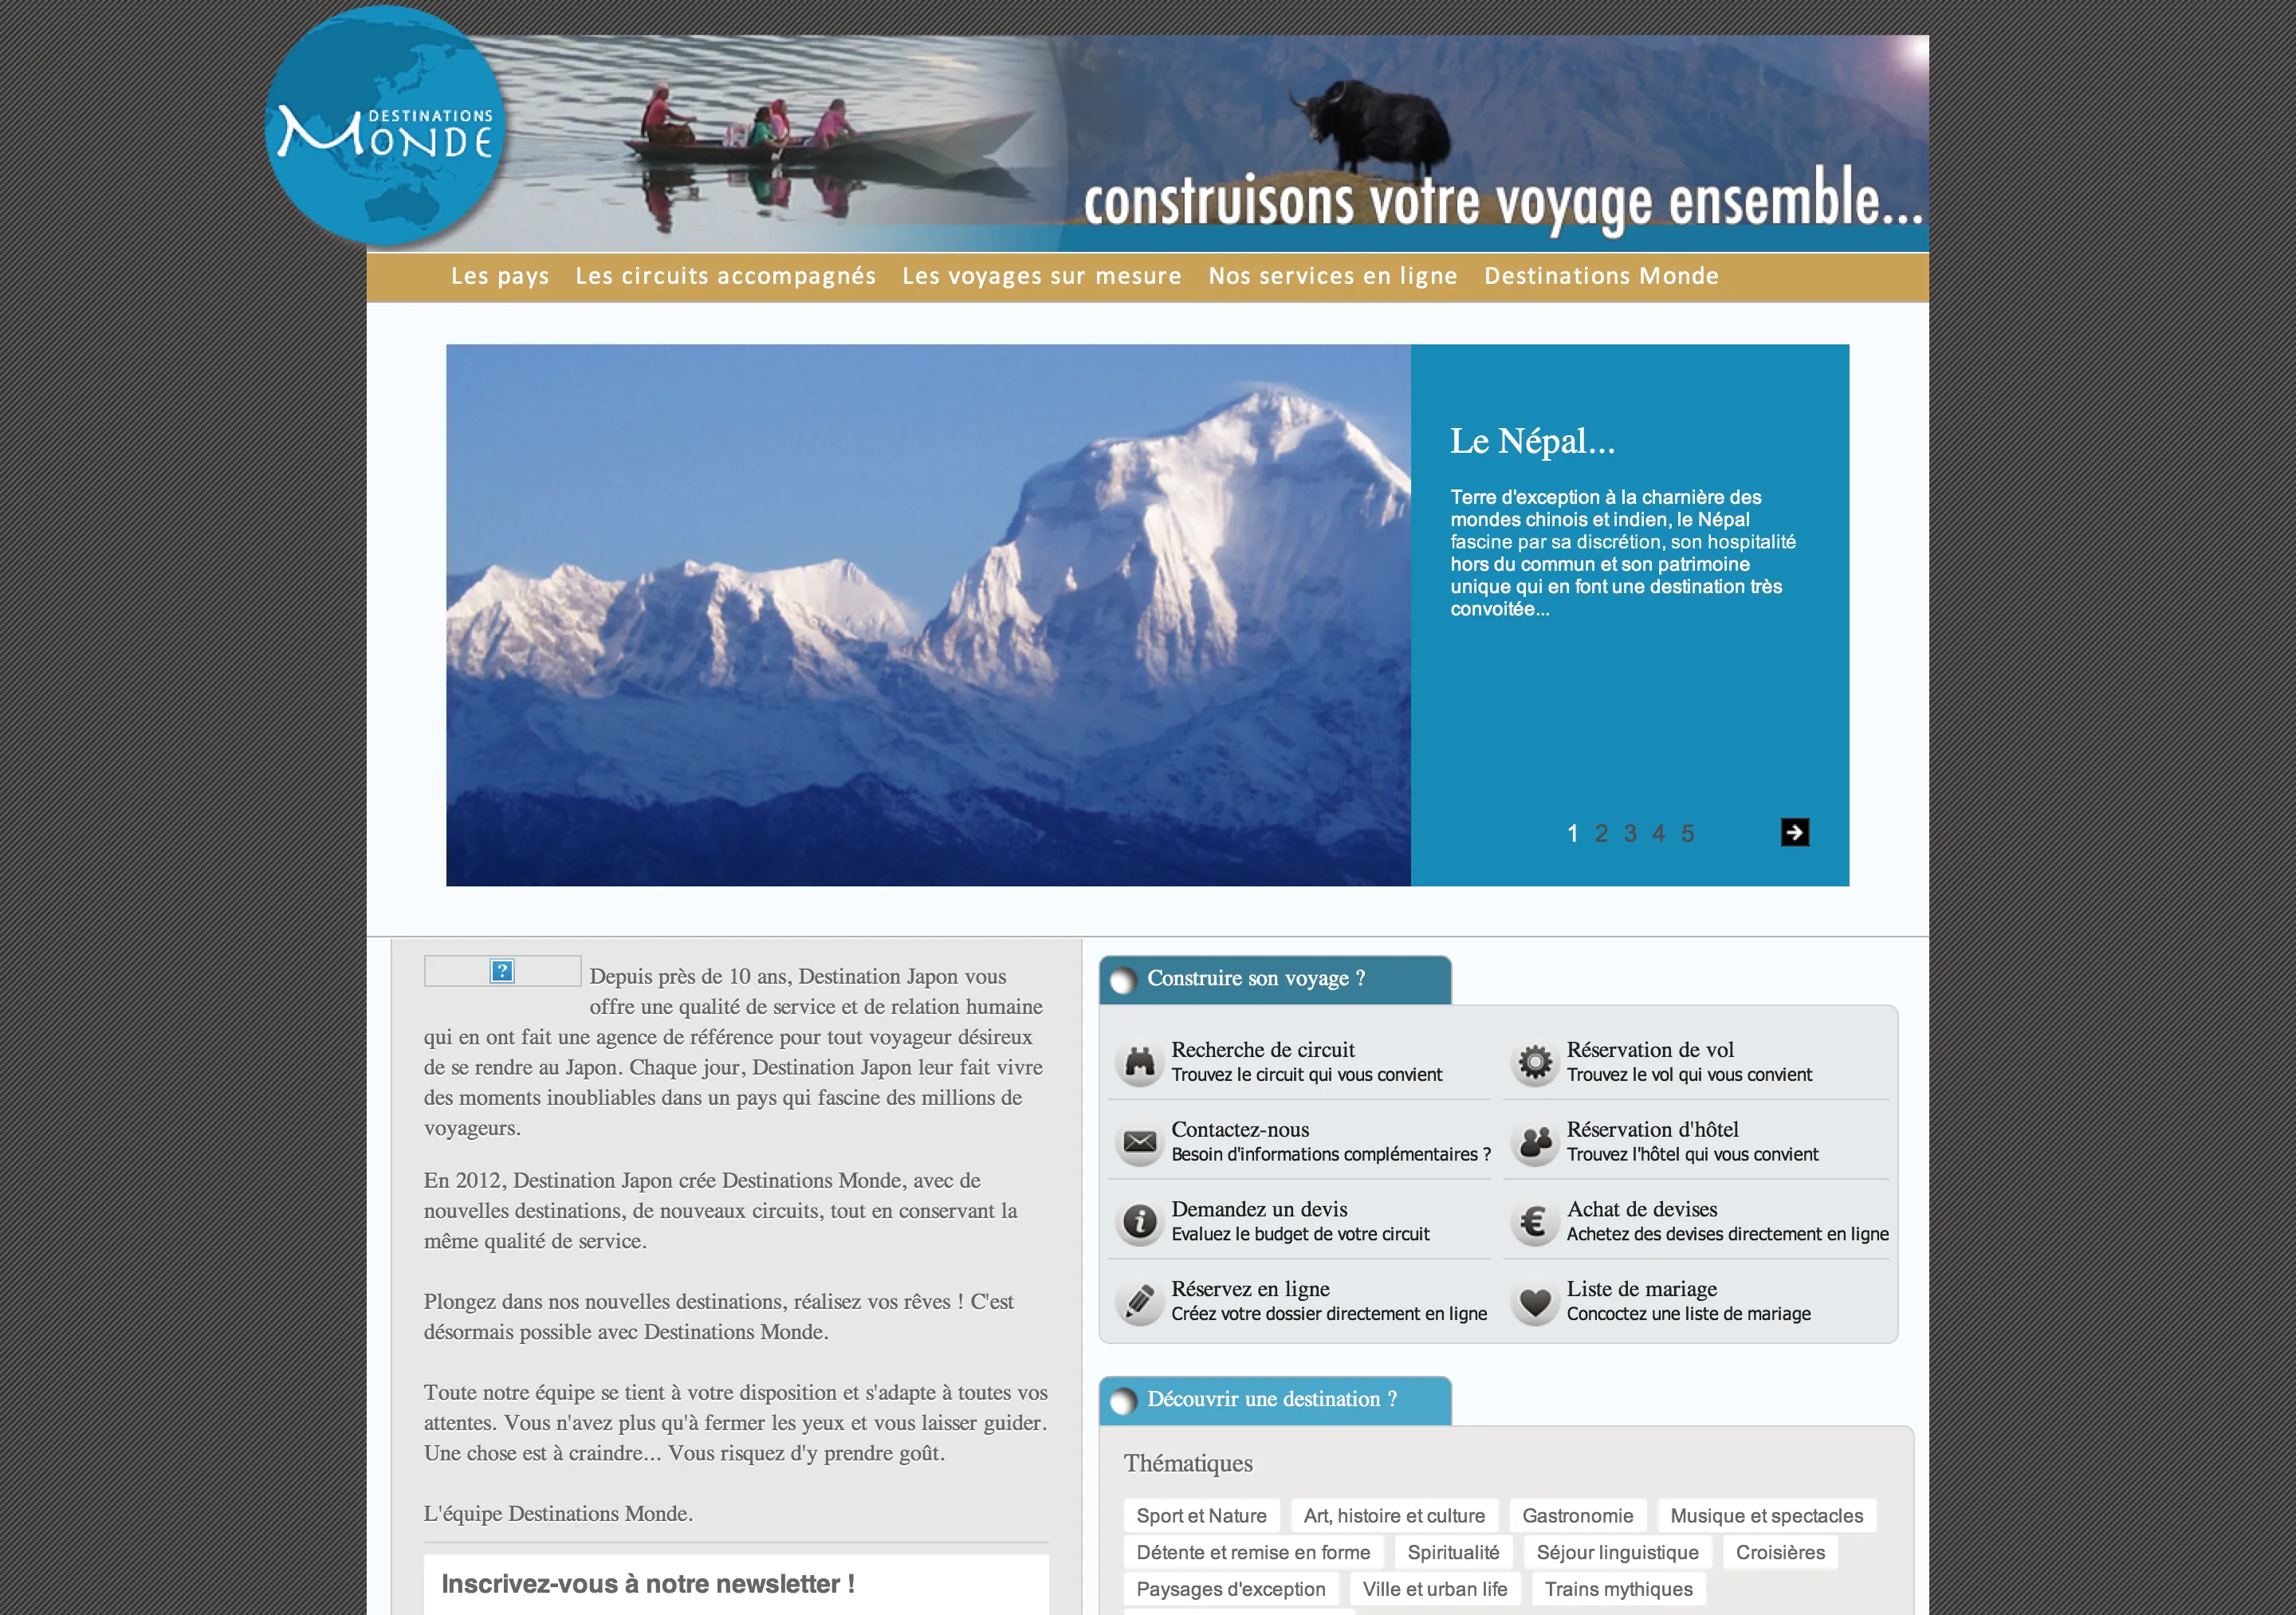 DESTINATIONS
MONDE
construisons votre voyage ensemble...
Les pays Les circuits accompagnés Les voyages sur mesure Nos services en ligne Destinations Monde
Le Népal...
Terre d'exception à la charnière des
mondes chinois et indien, le Népal
fascine par sa discrétion, son hospitalité
hors du commun et son patrimoine
unique qui en font une destination très
convoitée...
1 2 3 4 5
Depuis près de 10 ans, Destination Japon vous
offre une qualité de service et de relation humaine
qui en ont fait une agence de référence pour tout voyageur désireux
de se rendre au Japon. Chaque jour, Destination Japon leur fait vivre
des moments inoubliables dans un pays qui fascine des millions de
voyageurs.
En 2012, Destination Japon crée Destinations Monde, avec de
nouvelles destinations, de nouveaux circuits, tout en conservant la
même qualité de service.
Plongez dans nos nouvelles destinations, réalisez vos rêves ! C'est
désormais possible avec Destinations Monde.
Toute notre équipe se tient à votre disposition et s'adapte à toutes vos
attentes. Vous n'avez plus qu'à fermer les yeux et vous laisser guider.
Une chose est à craindre... Vous risquez d'y prendre goût.
L'équipe Destinations Monde.
Inscrivez-vous à notre newsletter !
Construire son voyage ?
Recherche de circuit
Trouvez le circuit qui vous convient
Réservation de vol
Trouvez le vol qui vous convient
Contactez-nous
Besoin d'informations complémentaires ?
Réservation d'hôtel
Trouvez l'hôtel qui vous convient
Demandez un devis
Evaluez le budget de votre circuit
Achat de devises
Achetez des devises directement en ligne
Réservez en ligne
Créez votre dossier directement en ligne
Liste de mariage
Concoctez une liste de mariage
Découvrir une destination ?
Thématiques
Sport et Nature Art, histoire et culture Gastronomie Musique et spectacles
Détente et remise en forme Spiritualité Séjour linguistique Croisières
Paysages d'exception Ville et urban life Trains mythiques